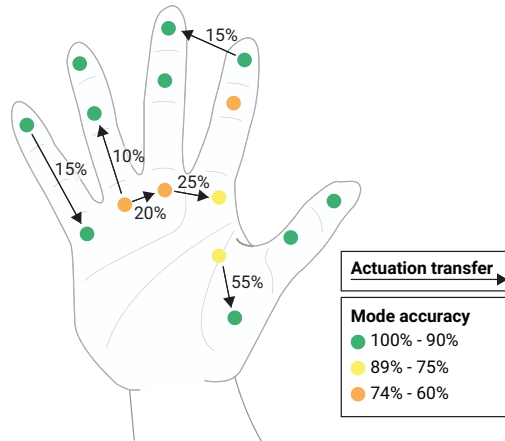 15%
15%
10%
25%
20%
55%
Actuation transfer
Mode accuracy
100% - 90%
89% - 75%
74% - 60%